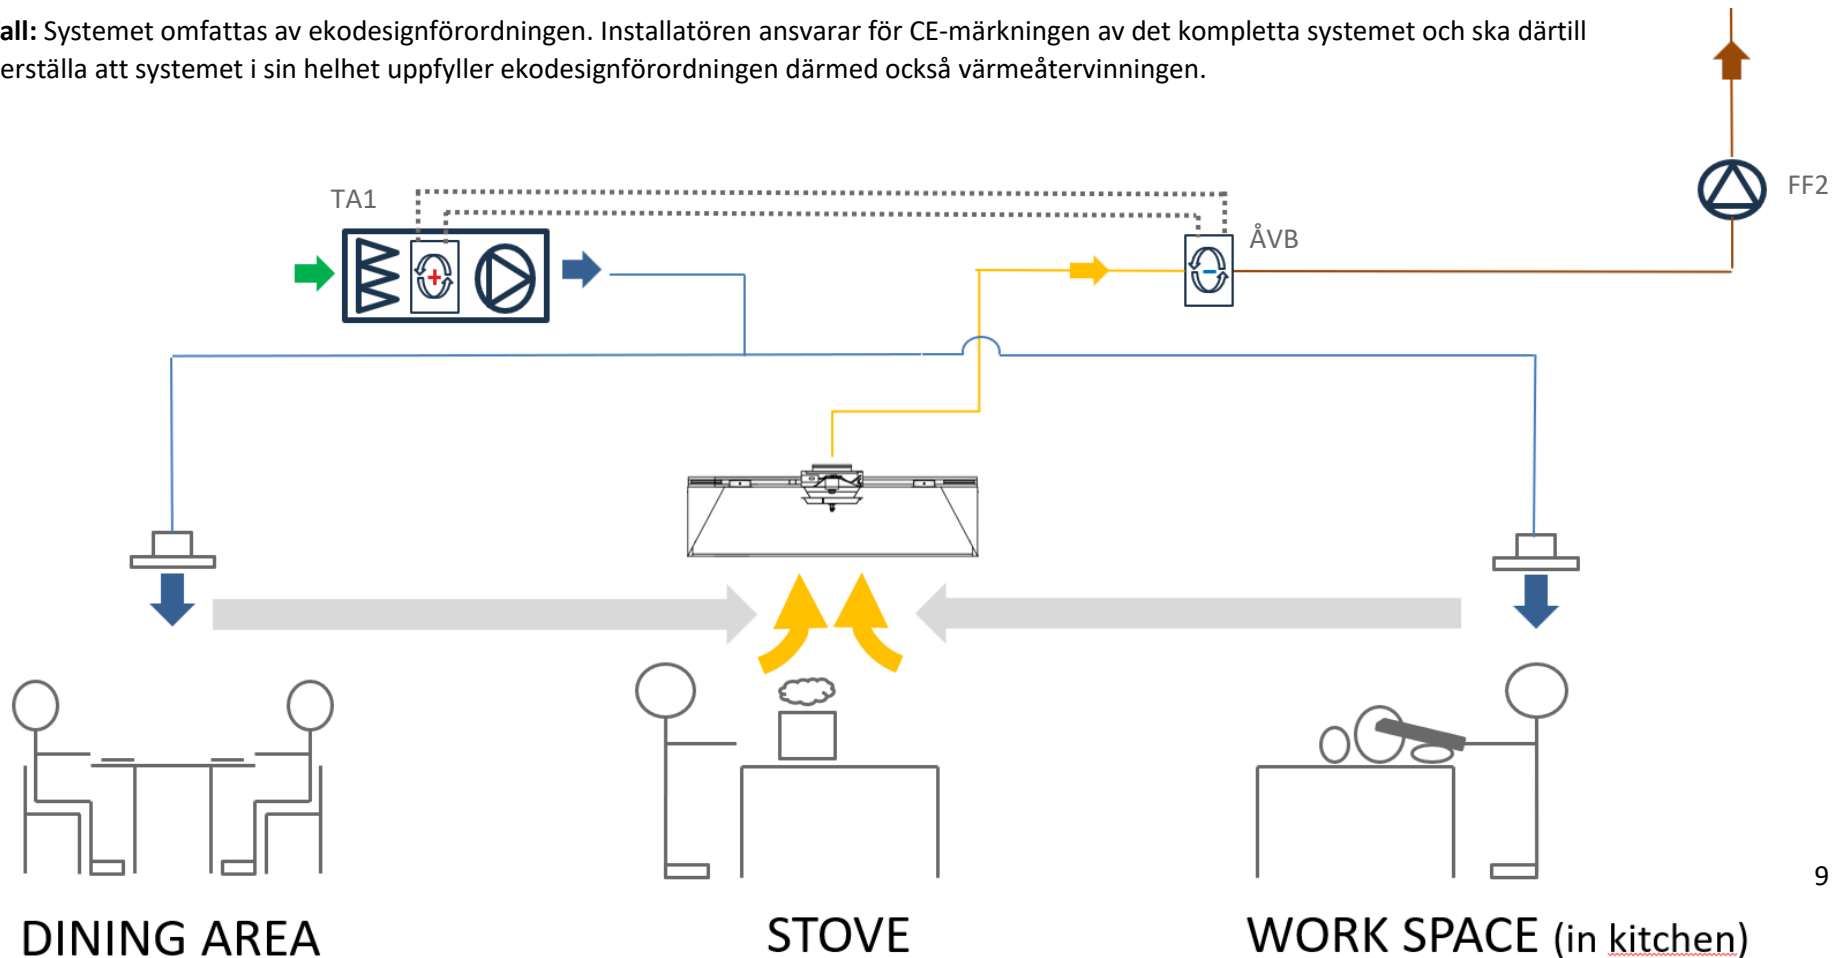 all: Systemet omfattas av ekodesignförordningen. Installatören ansvarar för CE-märkningen av det kompletta systemet och ska därtill
erställa att systemet i sin helhet uppfyller ekodesignförordningen därmed också värmeåtervinningen.
FF2
TA1
ÅVB
9
DINING AREA
STOVE
WORK SPACE (in kitchen)